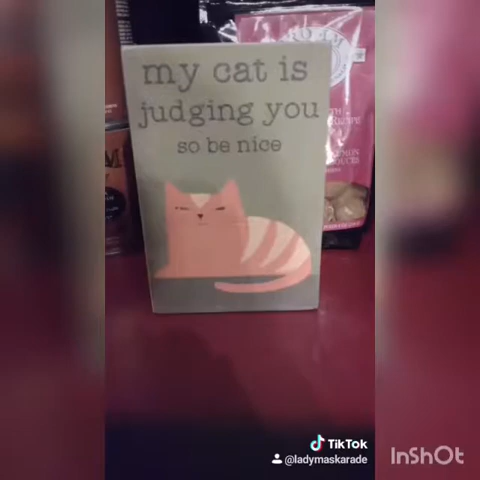 my cat is
judging you
so be nice
TikTok
@ladymaskarade
InShOt